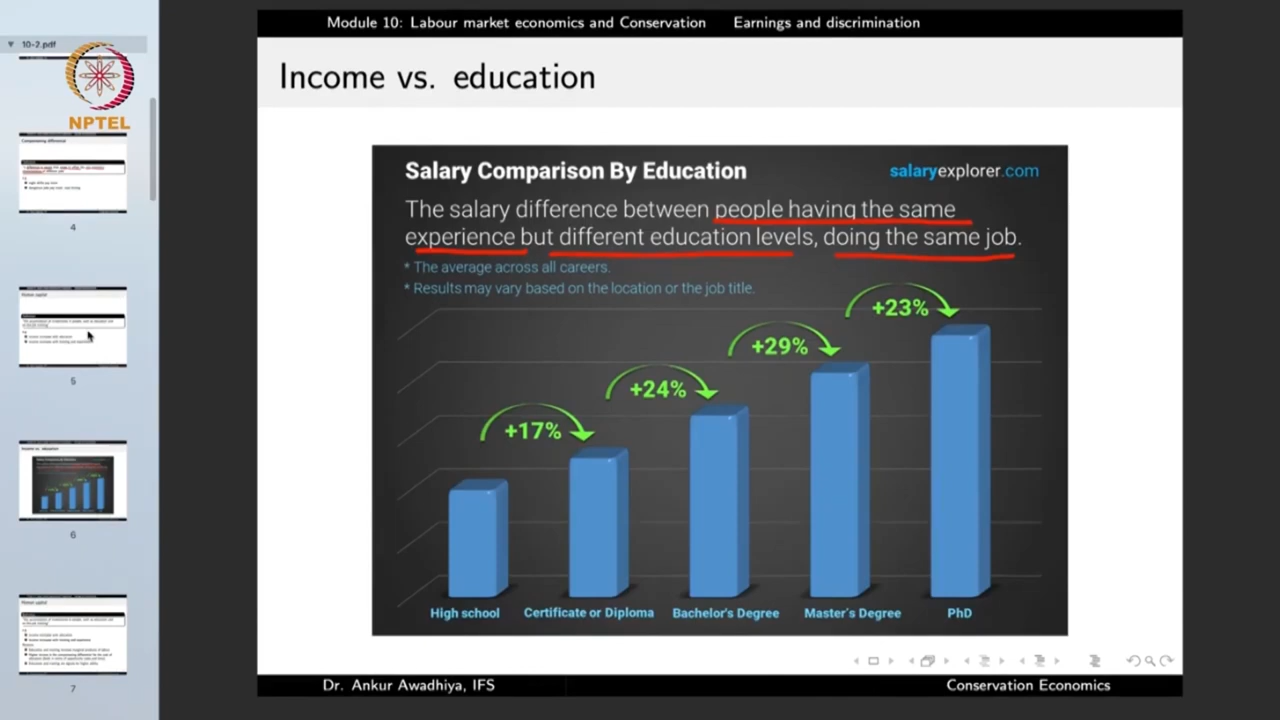 Module 10: Labour market economics and Conservation Earnings and discrimination
10-2.pdf
NPTEL
Income vs. education
Salary Comparison By Education
salaryexplorer.com
The salary difference between people having the same
experience but different education levels, doing the same job.
* The average across all careers.
* Results may vary based on the location or the job title.
+17%
+24%
+29%
+23%
High school
Certificate or Diploma
Bachelor's Degree
Master's Degree
PhD
4
5
6
7
Dr. Ankur Awadhiya, IFS
Conservation Economics